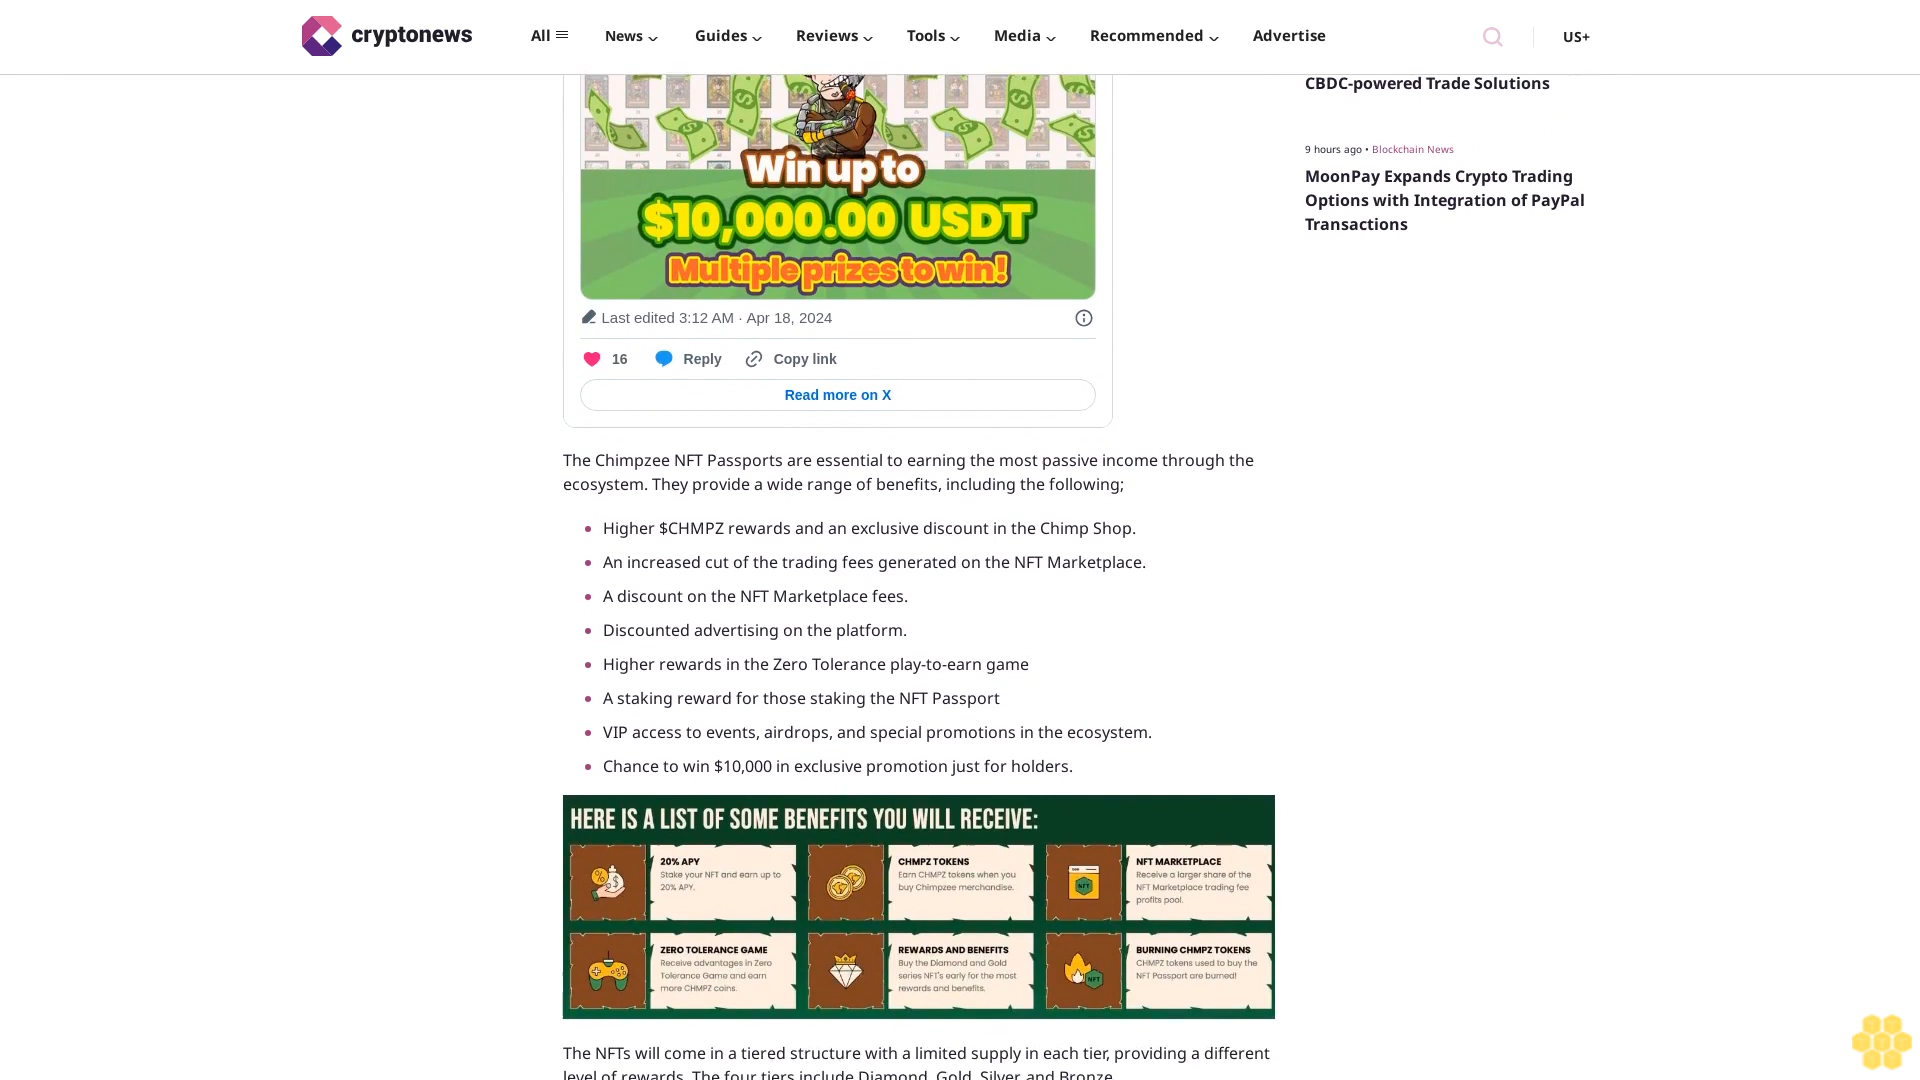 cryptonews
All
News
Guides
Reviews
Tools
Media
Recommended
Advertise
US+
Win up to
$10,000.00 USDT
Multiple prizes to win!
Last edited 3:12 AM · Apr 18, 2024
16
Reply
Copy link
Read more on X
CBDC-powered Trade Solutions
9 hours ago • Blockchain News
MoonPay Expands Crypto Trading
Options with Integration of PayPal
Transactions
The Chimpzee NFT Passports are essential to earning the most passive income through the
ecosystem. They provide a wide range of benefits, including the following;
Higher $CHMPZ rewards and an exclusive discount in the Chimp Shop.
An increased cut of the trading fees generated on the NFT Marketplace.
A discount on the NFT Marketplace fees.
Discounted advertising on the platform.
Higher rewards in the Zero Tolerance play-to-earn game
A staking reward for those staking the NFT Passport
VIP access to events, airdrops, and special promotions in the ecosystem.
Chance to win $10,000 in exclusive promotion just for holders.
HERE IS A LIST OF SOME BENEFITS YOU WILL RECEIVE:
20% APY
Stake your NFT and earn up to
20% APY.
CHMPZ TOKENS
Earn CHMPZ tokens when you
buy Chimpzee merchandise.
NFT MARKETPLACE
Receive a larger share of the
NFT Marketplace trading fee
profits pool.
NFT
ZERO TOLERANCE GAME
Receive advantages in Zero
Tolerance Game and earn
more CHMPZ coins.
REWARDS AND BENEFITS
Buy the Diamond and Gold
series NFT's early for the most
rewards and benefits.
BURNING CHMPZ TOKENS
CHMPZ tokens used to buy the
NFT Passport are burned!
NFT
The NFTs will come in a tiered structure with a limited supply in each tier, providing a different
level of rewards. The four tiers include Diamond, Gold, Silver, and Bronze.